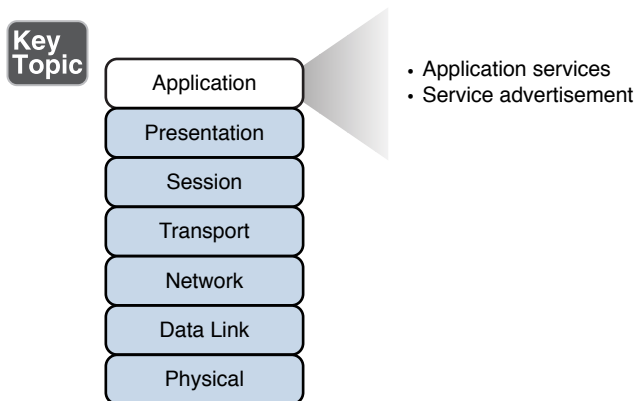 Key
Topic
Application
• Application services
• Service advertisement
Presentation
Session
Transport
Network
Data Link
Physical